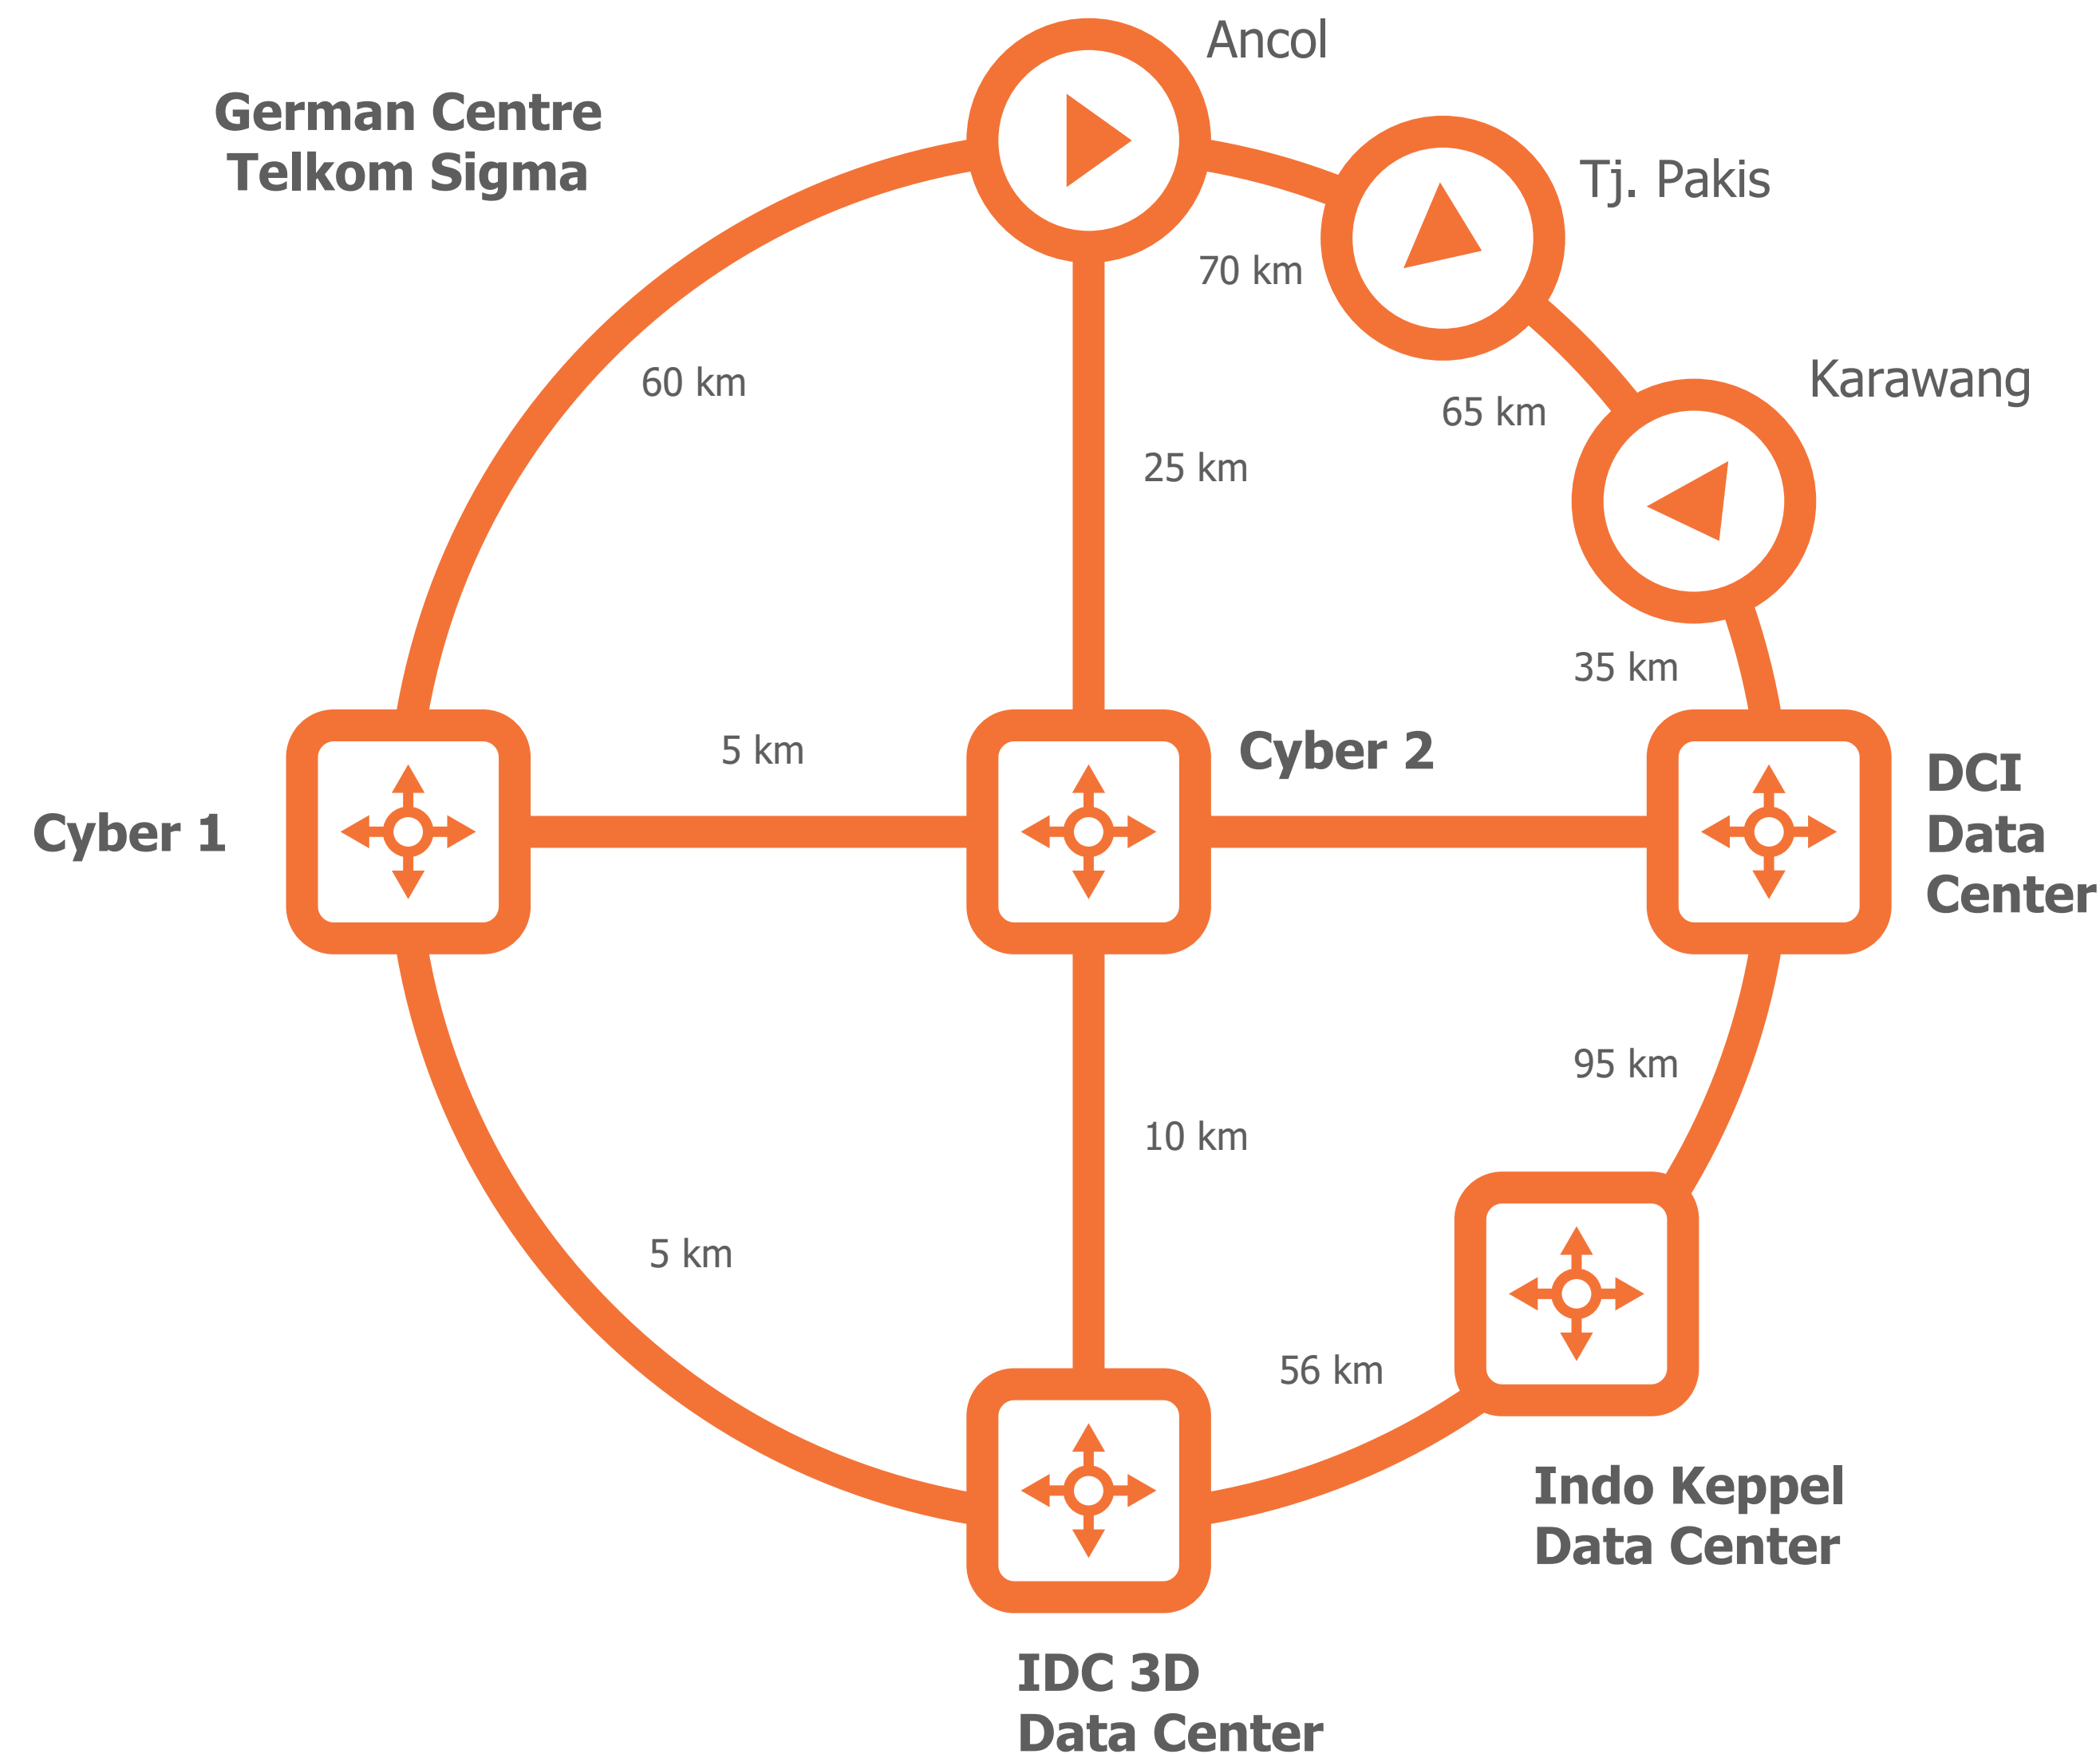 Ancol
German Centre
Telkom Sigma
Tj. Pakis
70 km
Karawang
60 km
65 km
25 km
35 km
5 km
Cyber 2
DCI
Data
Center
Cyber 1
95 km
10 km
5 km
56 km
Indo Keppel
Data Center
IDC 3D
Data Center